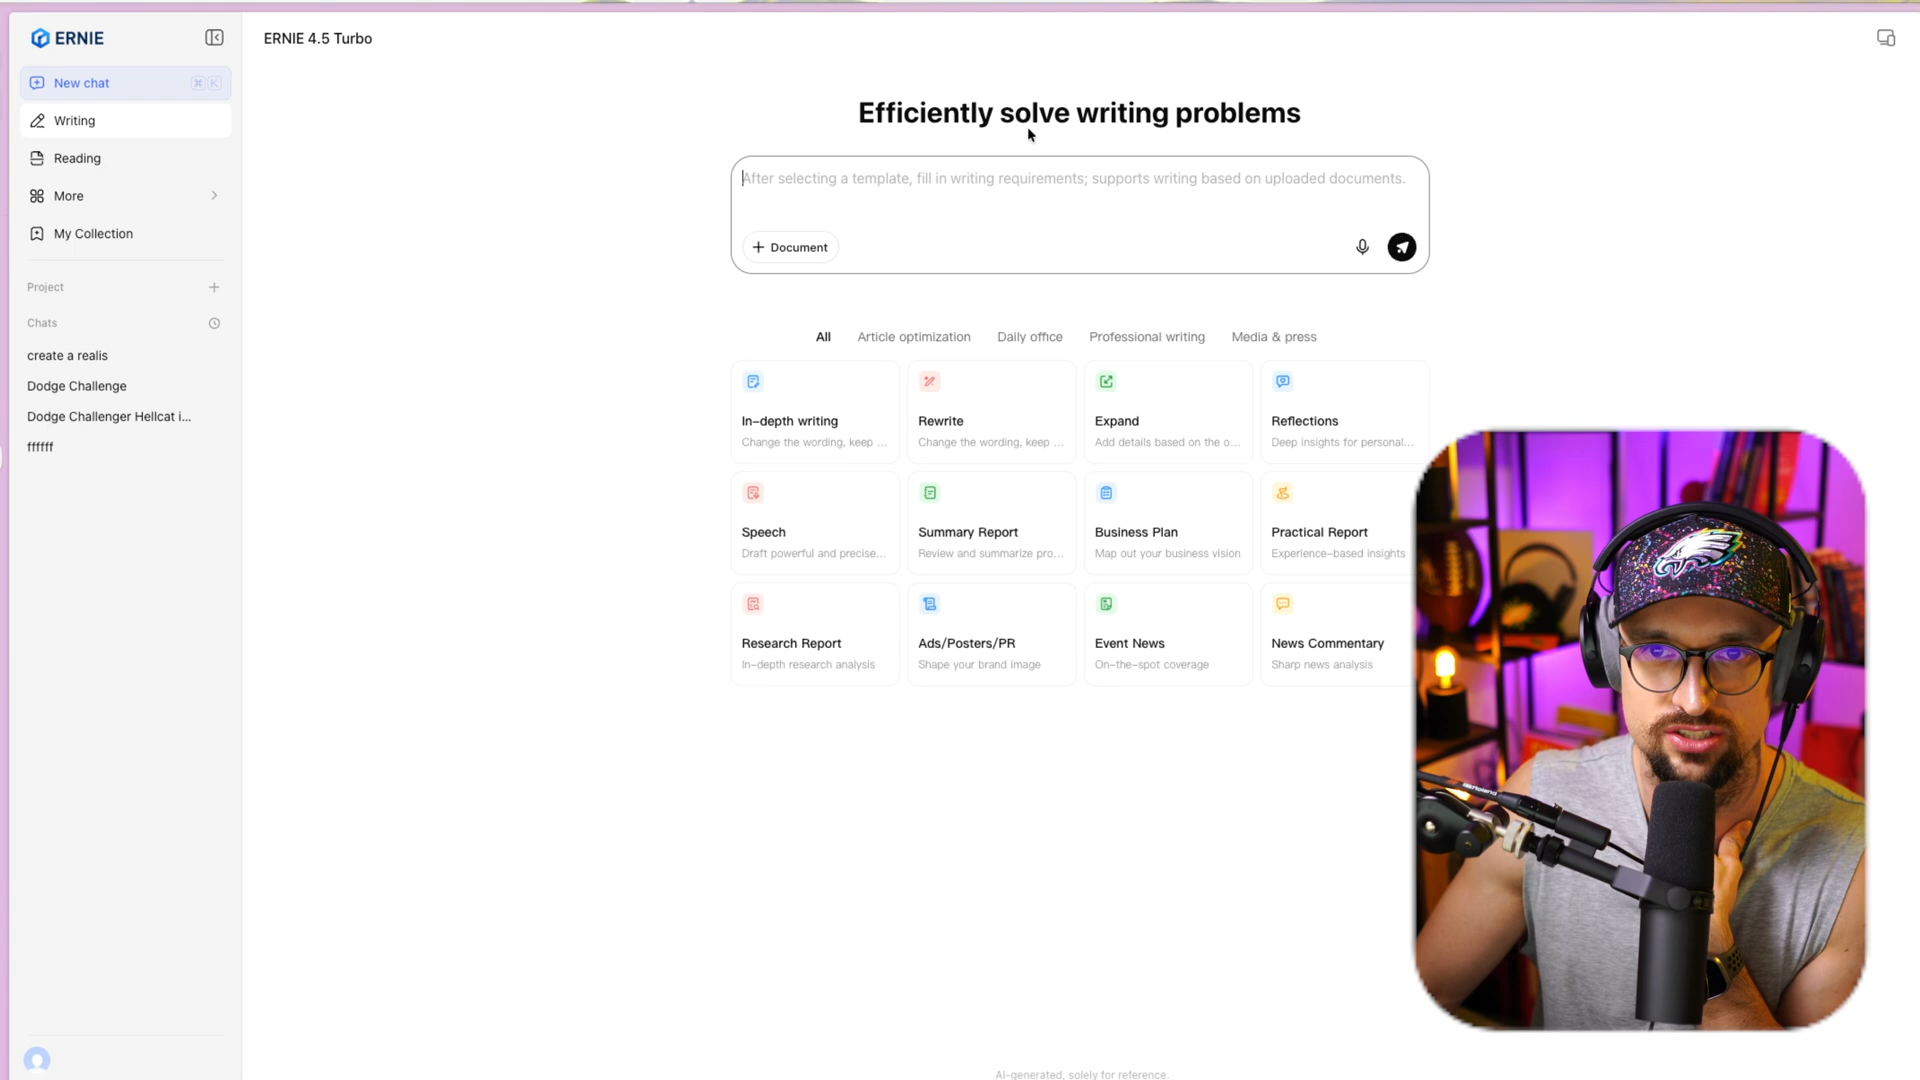 ERNIE
New chat
⌘ K
Writing
Reading
More
My Collection
Project
Chats
create a realis
Dodge Challenge
Dodge Challenger Hellcat i...
ffffff
ERNIE 4.5 Turbo
Efficiently solve writing problems
After selecting a template, fill in writing requirements; supports writing based on uploaded documents.
Document
All Article optimization Daily office Professional writing Media & press
In-depth writing
Change the wording, keep ...
Rewrite
Change the wording, keep ...
Expand
Add details based on the o...
Reflections
Deep insights for personal...
Speech
Draft powerful and precise...
Summary Report
Review and summarize pro...
Business Plan
Map out your business vision
Practical Report
Experience-based insights
Research Report
In-depth research analysis
Ads/Posters/PR
Shape your brand image
Event News
On-the-spot coverage
News Commentary
Sharp news analysis
AI-generated, solely for reference.